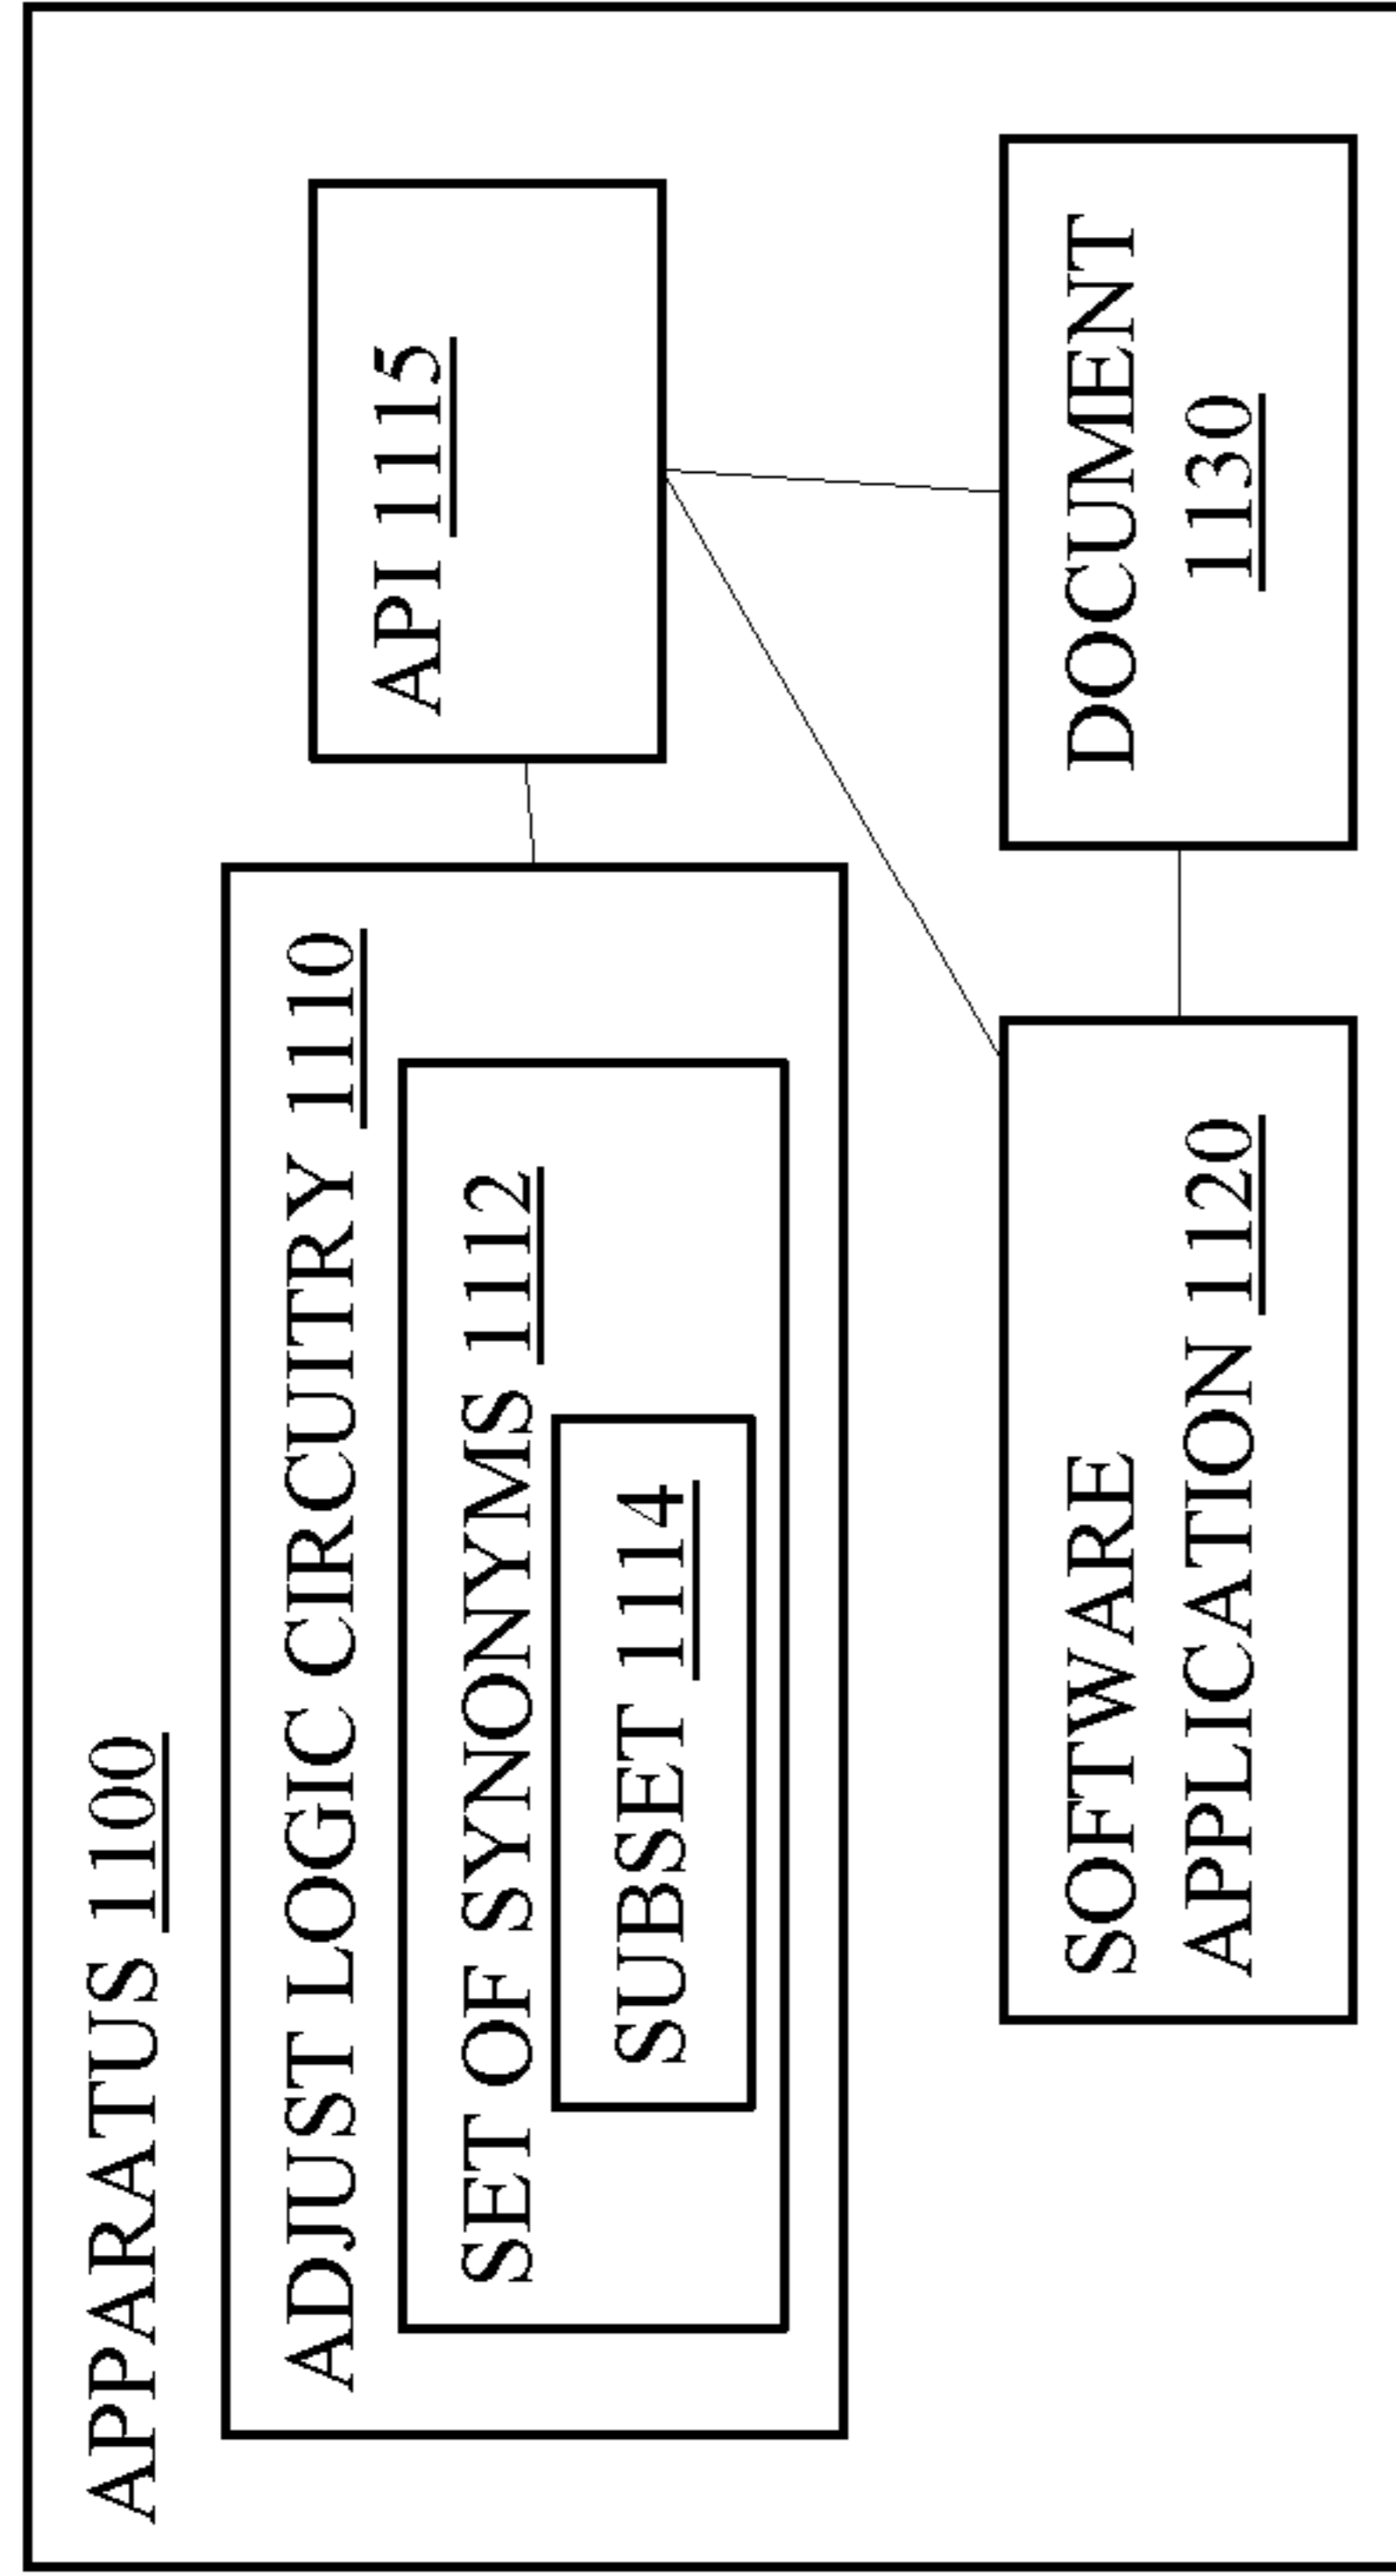 APPARATUS 1100
ADJUST LOGIC CIRCUITRY 1110
SET OF SYNONYMS 1112
SUBSET 1114
API 1115
SOFTWARE
APPLICATION 1120
DOCUMENT
1130